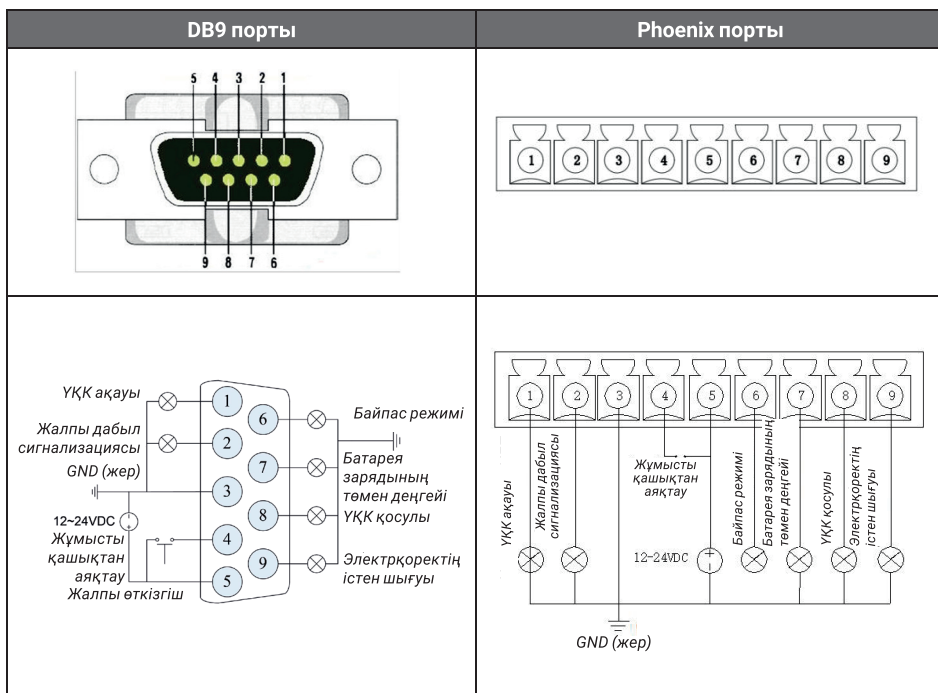 DB9 порты
Phoenix порты
5 4 3 2 1
9 8 7 6
1 2 3 4 5 6 7 8 9
ҮҚК ақауы
Жалпы дабыл
сигнализациясы
GND (жер)
12~24VDC
Жұмысты
қашықтан
аяқтау
Жалпы өткізгіш
1
2
3
4
5
6
7
8
9
Байпас режимі
Батарея
зарядының
төмен деңгейі
ҮҚК қосулы
Электрқоректің
істен шығуы
1 2 3 4 5 6 7 8 9
ҮҚК ақауы
Жалпы дабыл
сигнализациясы
Жұмысты
қашықтан
аяқтау
12-24VDC
Байпас режимі
Батарея зарядының
төмен деңгейі
ҮҚК қосулы
Электрқоректің
істен шығуы
GND (жер)